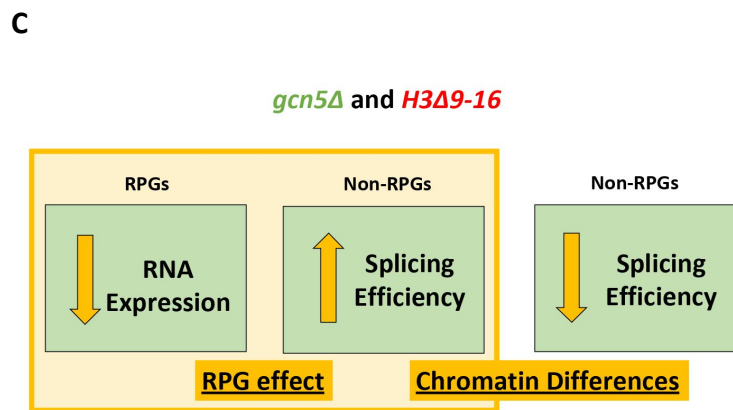 C
gcn5Δ and H3Δ9-16
RPGs
Non-RPGs
Non-RPGs
RNA
Expression
Splicing
Efficiency
Splicing
Efficiency
RPG effect
Chromatin Differences